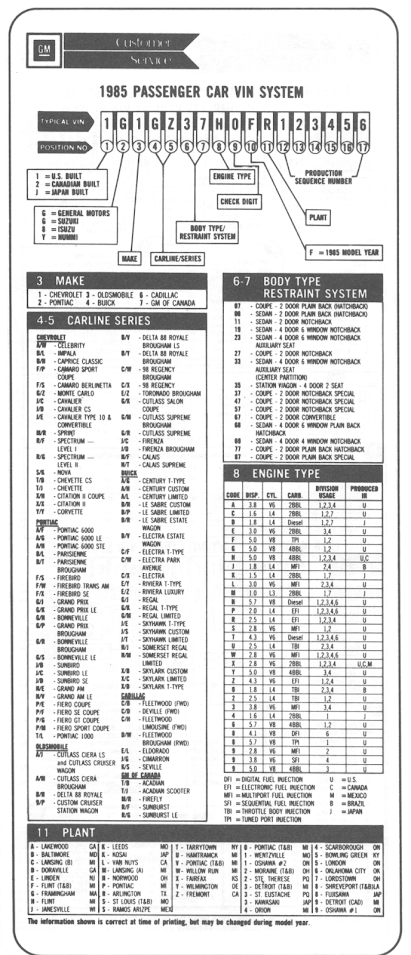 GM
Customer
Service
1985 PASSENGER CAR VIN SYSTEM
TYPICAL VIN
1 G 1 G Z 3 7 H 0 F R 1 2 3 4 5 6
POSITION NO
1 2 3 4 5 6 7 8 9 10 11 12 13 14 15 16 17
1 = U.S. BUILT
2 = CANADIAN BUILT
J = JAPAN BUILT
G = GENERAL MOTORS
G = SUZUKI
8 = ISUZU
Y = NUMMI
MAKE
CARLINE/SERIES
BODY TYPE/
RESTRAINT SYSTEM
ENGINE TYPE
CHECK DIGIT
F = 1985 MODEL YEAR
PLANT
PRODUCTION
SEQUENCE NUMBER
3 MAKE
1 - CHEVROLET 3 - OLDSMOBILE 6 - CADILLAC
2 - PONTIAC 4 - BUICK 7 - GM OF CANADA
4-5 CARLINE SERIES
CHEVROLET
A/W - CELEBRITY
B/L - IMPALA
B/N - CAPRICE CLASSIC
F/P - CAMARO SPORT
COUPE
F/S - CAMARO BERLINETTA
G/Z - MONTE CARLO
J/C - CAVALIER
J/D - CAVALIER CS
J/E - CAVALIER TYPE 10 &
CONVERTIBLE
M/R - SPRINT
R/F - SPECTRUM —
LEVEL I
R/G - SPECTRUM —
LEVEL II
S/K - NOVA
T/B - CHEVETTE CS
T/J - CHEVETTE
X/H - CITATION II COUPE
X/X - CITATION II
Y/Y - CORVETTE
PONTIAC
A/F - PONTIAC 6000
A/G - PONTIAC 6000 LE
A/H - PONTIAC 6000 STE
B/L - PARISIENNE
B/T - PARISIENNE
BROUGHAM
F/S - FIREBIRD
F/W - FIREBIRD TRANS AM
F/X - FIREBIRD SE
G/J - GRAND PRIX
G/K - GRAND PRIX LE
G/N - BONNEVILLE
G/P - GRAND PRIX
BROUGHAM
G/R - BONNEVILLE
BROUGHAM
G/S - BONNEVILLE LE
J/B - SUNBIRD
J/C - SUNBIRD LE
J/D - SUNBIRD SE
N/E - GRAND AM
N/V - GRAND AM LE
P/E - FIERO COUPE
P/F - FIERO SE COUPE
P/G - FIERO GT COUPE
P/M - FIERO SPORT COUPE
T/L - PONTIAC 1000
OLDSMOBILE
A/J - CUTLASS CIERA LS
and CUTLASS CRUISER
WAGON
A/M - CUTLASS CIERA
BROUGHAM
B/N - DELTA 88 ROYALE
B/P - CUSTOM CRUISER
STATION WAGON
B/V - DELTA 88 ROYALE
BROUGHAM LS
B/Y - DELTA 88 ROYALE
BROUGHAM
C/W - 98 REGENCY
BROUGHAM
C/X - 98 REGENCY
E/Z - TORONADO BROUGHAM
G/K - CUTLASS SALON
COUPE
G/M - CUTLASS SUPREME
BROUGHAM
G/R - CUTLASS SUPREME
J/C - FIRENZA
J/D - FIRENZA BROUGHAM
N/F - CALAIS
N/T - CALAIS SUPREME
BUICK
A/G - CENTURY T-TYPE
A/H - CENTURY CUSTOM
A/L - CENTURY LIMITED
B/N - LE SABRE CUSTOM
B/P - LE SABRE LIMITED
B/R - LE SABRE ESTATE
WAGON
B/V - ELECTRA ESTATE
WAGON
C/F - ELECTRA T-TYPE
C/W - ELECTRA PARK
AVENUE
C/X - ELECTRA
E/Y - RIVIERA T-TYPE
E/Z - RIVIERA LUXURY
G/J - REGAL
G/K - REGAL T-TYPE
G/M - REGAL LIMITED
J/E - SKYHAWK T-TYPE
J/S - SKYHAWK CUSTOM
J/T - SKYHAWK LIMITED
N/J - SOMERSET REGAL
N/M - SOMERSET REGAL
LIMITED
X/B - SKYLARK CUSTOM
X/C - SKYLARK LIMITED
X/D - SKYLARK T-TYPE
CADILLAC
C/B - FLEETWOOD (FWD)
C/D - DEVILLE (FWD)
C/H - FLEETWOOD
LIMOUSINE (FWD)
D/W - FLEETWOOD
BROUGHAM (RWD)
E/L - ELDORADO
J/G - CIMARRON
K/S - SEVILLE
GM OF CANADA
T/B - ACADIAN
T/J - ACADIAN SCOOTER
M/R - FIREFLY
R/F - SUNBURST
R/G - SUNBURST LE
6-7 BODY TYPE
RESTRAINT SYSTEM
07 - COUPE - 2 DOOR PLAIN BACK (HATCHBACK)
08 - SEDAN - 2 DOOR PLAIN BACK (HATCHBACK)
11 - SEDAN - 2 DOOR NOTCHBACK
19 - SEDAN - 4 DOOR 6 WINDOW NOTCHBACK
23 - SEDAN - 4 DOOR 6 WINDOW NOTCHBACK
AUXILIARY SEAT
27 - COUPE - 2 DOOR NOTCHBACK
33 - SEDAN - 4 DOOR 6 WINDOW NOTCHBACK
AUXILIARY SEAT
(CENTER PARTITION)
35 - STATION WAGON - 4 DOOR 2 SEAT
37 - COUPE - 2 DOOR NOTCHBACK SPECIAL
47 - COUPE - 2 DOOR NOTCHBACK SPECIAL
57 - COUPE - 2 DOOR NOTCHBACK SPECIAL
67 - COUPE - 2 DOOR CONVERTIBLE
68 - SEDAN - 4 DOOR 6 WINDOW PLAIN BACK
HATCHBACK
69 - SEDAN - 4 DOOR 4 WINDOW NOTCHBACK
77 - COUPE - 2 DOOR PLAIN BACK SPECIAL
87 - COUPE - 2 DOOR PLAIN BACK SPECIAL
8 ENGINE TYPE
CODE DISP. CYL. CARB. DIVISION USAGE PRODUCED IN
A 3.8 V6 2BBL 1,2,3,4 U
C 1.6 L4 2BBL 1,2 U
D 1.8 L4 Diesel 1,2,7 J
E 3.0 V6 2BBL 3,4 U
F 5.0 V8 TPI 1,2 U
G 5.0 V8 4BBL 1,2 U
H 5.0 V8 4BBL 1,2,3,4 U,C
J 1.8 L4 MFI 2,4 B
K 1.5 L4 2BBL 1,7 J
L 3.0 V6 MFI 2,3,4 U
M 1.0 L3 2BBL 1,7 J
N 5.7 V8 Diesel 1,2,3,4,6 U
P 2.0 L4 EFI 1,2,3,4,6 U
R 2.5 L4 EFI 1,2,3,4 U
S 2.8 V6 MFI 1,2 U
T 4.3 V6 Diesel 1,2,3,4,6 U
U 2.5 L4 TBI 2,3,4 U
W 2.8 V6 MFI 1,2,3,4,6 U
X 2.8 V6 2BBL 1,2,3,4 U,C,M
Y 5.0 V8 4BBL 3,4 U
Z 4.3 V6 EFI 1,2,4 U
0 1.8 L4 TBI 2,3,4 B
2 2.5 L4 TBI 1,2 U
3 3.8 V6 MFI 3,4 U
4 1.6 L4 2BBL 1 J
6 5.7 V8 4BBL 1,2 U
8 4.1 V8 DFI 6 U
8 5.7 V8 TPI 1 U
9 2.8 V6 MFI 2 U
9 3.8 V6 SFI 4 U
9 5.0 V8 4BBL 3 U
DFI = DIGITAL FUEL INJECTION U = U.S.
EFI = ELECTRONIC FUEL INJECTION C = CANADA
MFI = MULTIPORT FUEL INJECTION M = MEXICO
SFI = SEQUENTIAL FUEL INJECTION B = BRAZIL
TBI = THROTTLE BODY INJECTION J = JAPAN
TPI = TUNED PORT INJECTION
11 PLANT
A - LAKEWOOD GA
B - BALTIMORE MD
C - LANSING (B) MI
D - DORAVILLE GA
E - LINDEN NJ
F - FLINT (T&B) MI
G - FRAMINGHAM MA
H - FLINT MI
J - JANESVILLE WI
K - LEEDS MO
K - KOSAI JAP
L - VAN NUYS CA
M - LANSING (A) MI
N - NORWOOD OH
P - PONTIAC MI
R - ARLINGTON TX
S - ST LOUIS (T&B) MO
S - RAMOS ARIZPE MEX
T - TARRYTOWN NY
U - HAMTRAMCK MI
V - PONTIAC (T&B) MI
W - WILLOW RUN MI
X - FAIRFAX KS
Y - WILMINGTON DE
Z - FREMONT CA
0 - PONTIAC (T&B) MI
1 - WENTZVILLE MO
1 - OSHAWA #2 ON
2 - MORAINE (T&B) OH
2 - STE. THERESE PQ
3 - DETROIT (T&B) MI
3 - ST. EUSTACHE PQ
3 - KAWASAKI JAP
4 - ORION MI
4 - SCARBOROUGH ON
5 - BOWLING GREEN KY
5 - LONDON ON
6 - OKLAHOMA CITY OK
7 - LORDSTOWN OH
8 - SHREVEPORT (T&B) LA
8 - FUJISAWA JAP
9 - DETROIT (CAD) MI
9 - OSHAWA #1 ON
The information shown is correct at time of printing, but may be changed during model year.